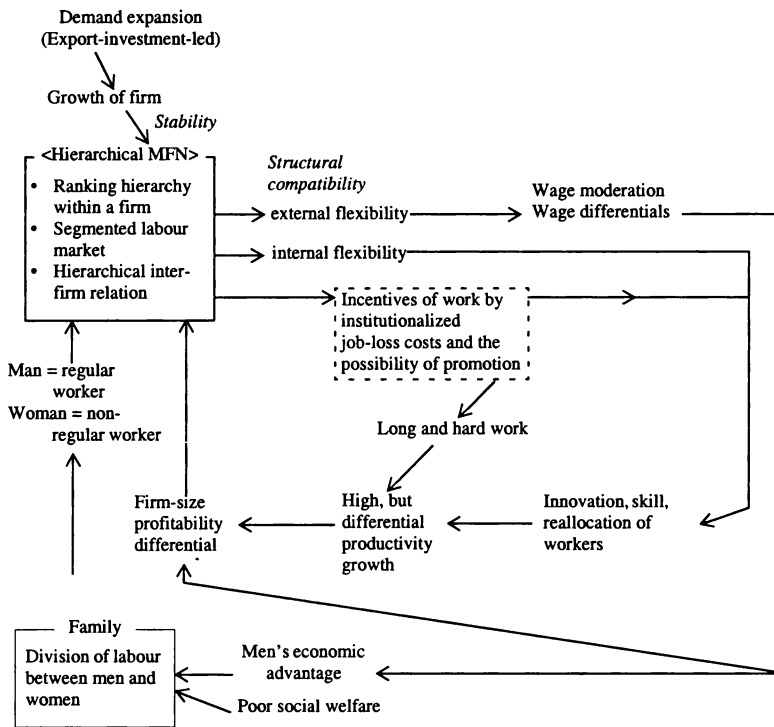 Demand expansion
(Export-investment-led)
Growth of firm
Stability
<Hierarchical MFN>
• Ranking hierarchy
within a firm
• Segmented labour
market
• Hierarchical inter-
firm relation
Structural
compatibility
external flexibility
Wage moderation
Wage differentials
internal flexibility
Incentives of work by
institutionalized
job-loss costs and the
possibility of promotion
Man = regular
worker
Woman = non-
regular worker
Long and hard work
Firm-size
profitability
differential
High, but
differential
productivity
growth
Innovation, skill,
reallocation of
workers
Family
Division of labour
between men and
women
Men's economic
advantage
Poor social welfare